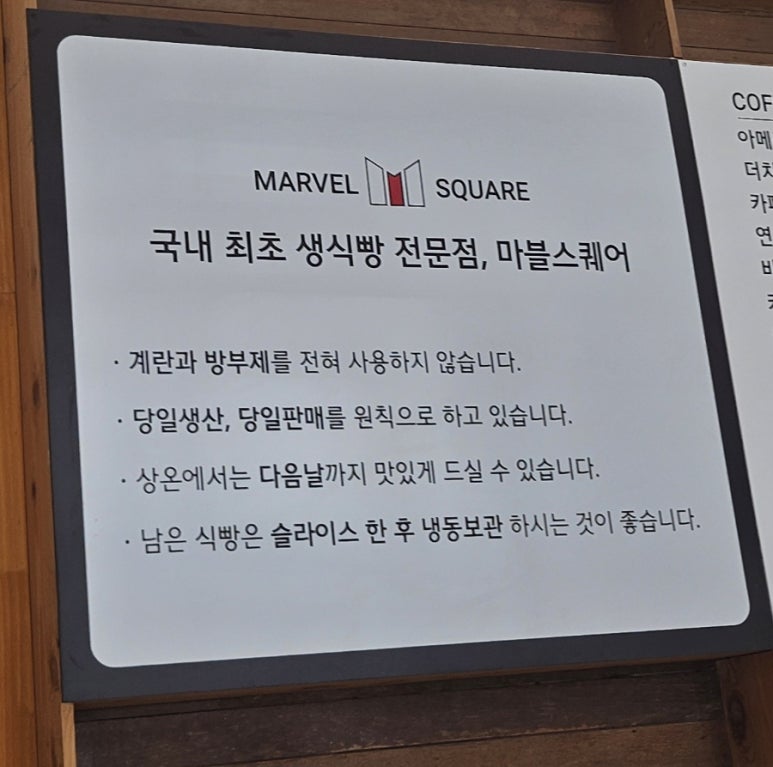 MARVEL SQUARE
국내 최초 생식빵 전문점, 마블스퀘어
· 계란과 방부제를 전혀 사용하지 않습니다.
· 당일생산, 당일판매를 원칙으로 하고 있습니다.
· 상온에서는 다음날까지 맛있게 드실 수 있습니다.
· 남은 식빵은 슬라이스 한 후 냉동보관 하시는 것이 좋습니다.
COF
아메
더치
카페
연